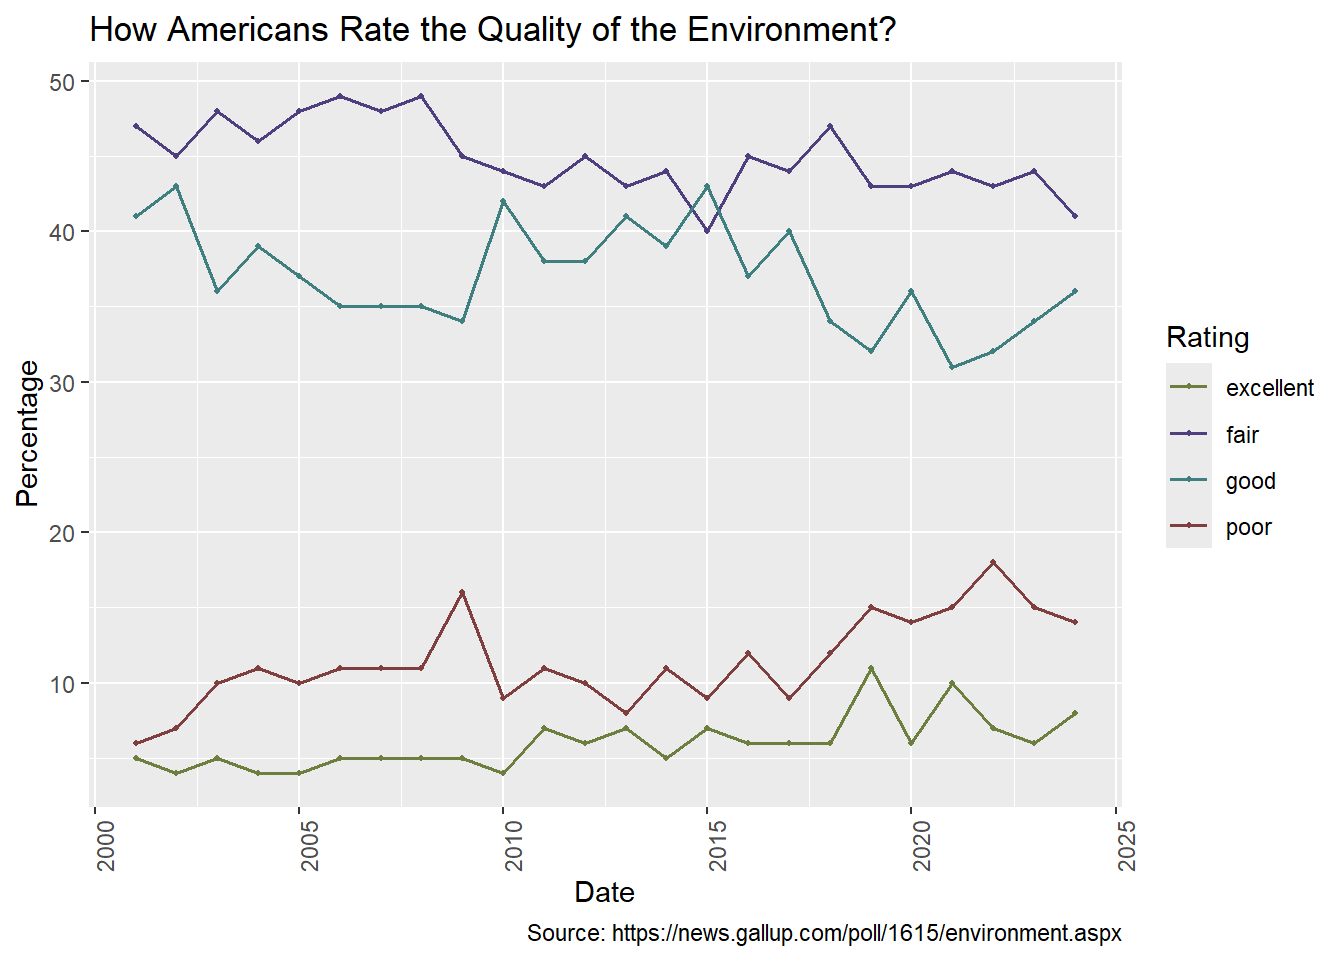 How Americans Rate the Quality of the Environment?
Percentage
50
40
30
20
10
2000
2005
2010
2015
2020
2025
Date
Rating
excellent
fair
good
poor
Source: https://news.gallup.com/poll/1615/environment.aspx